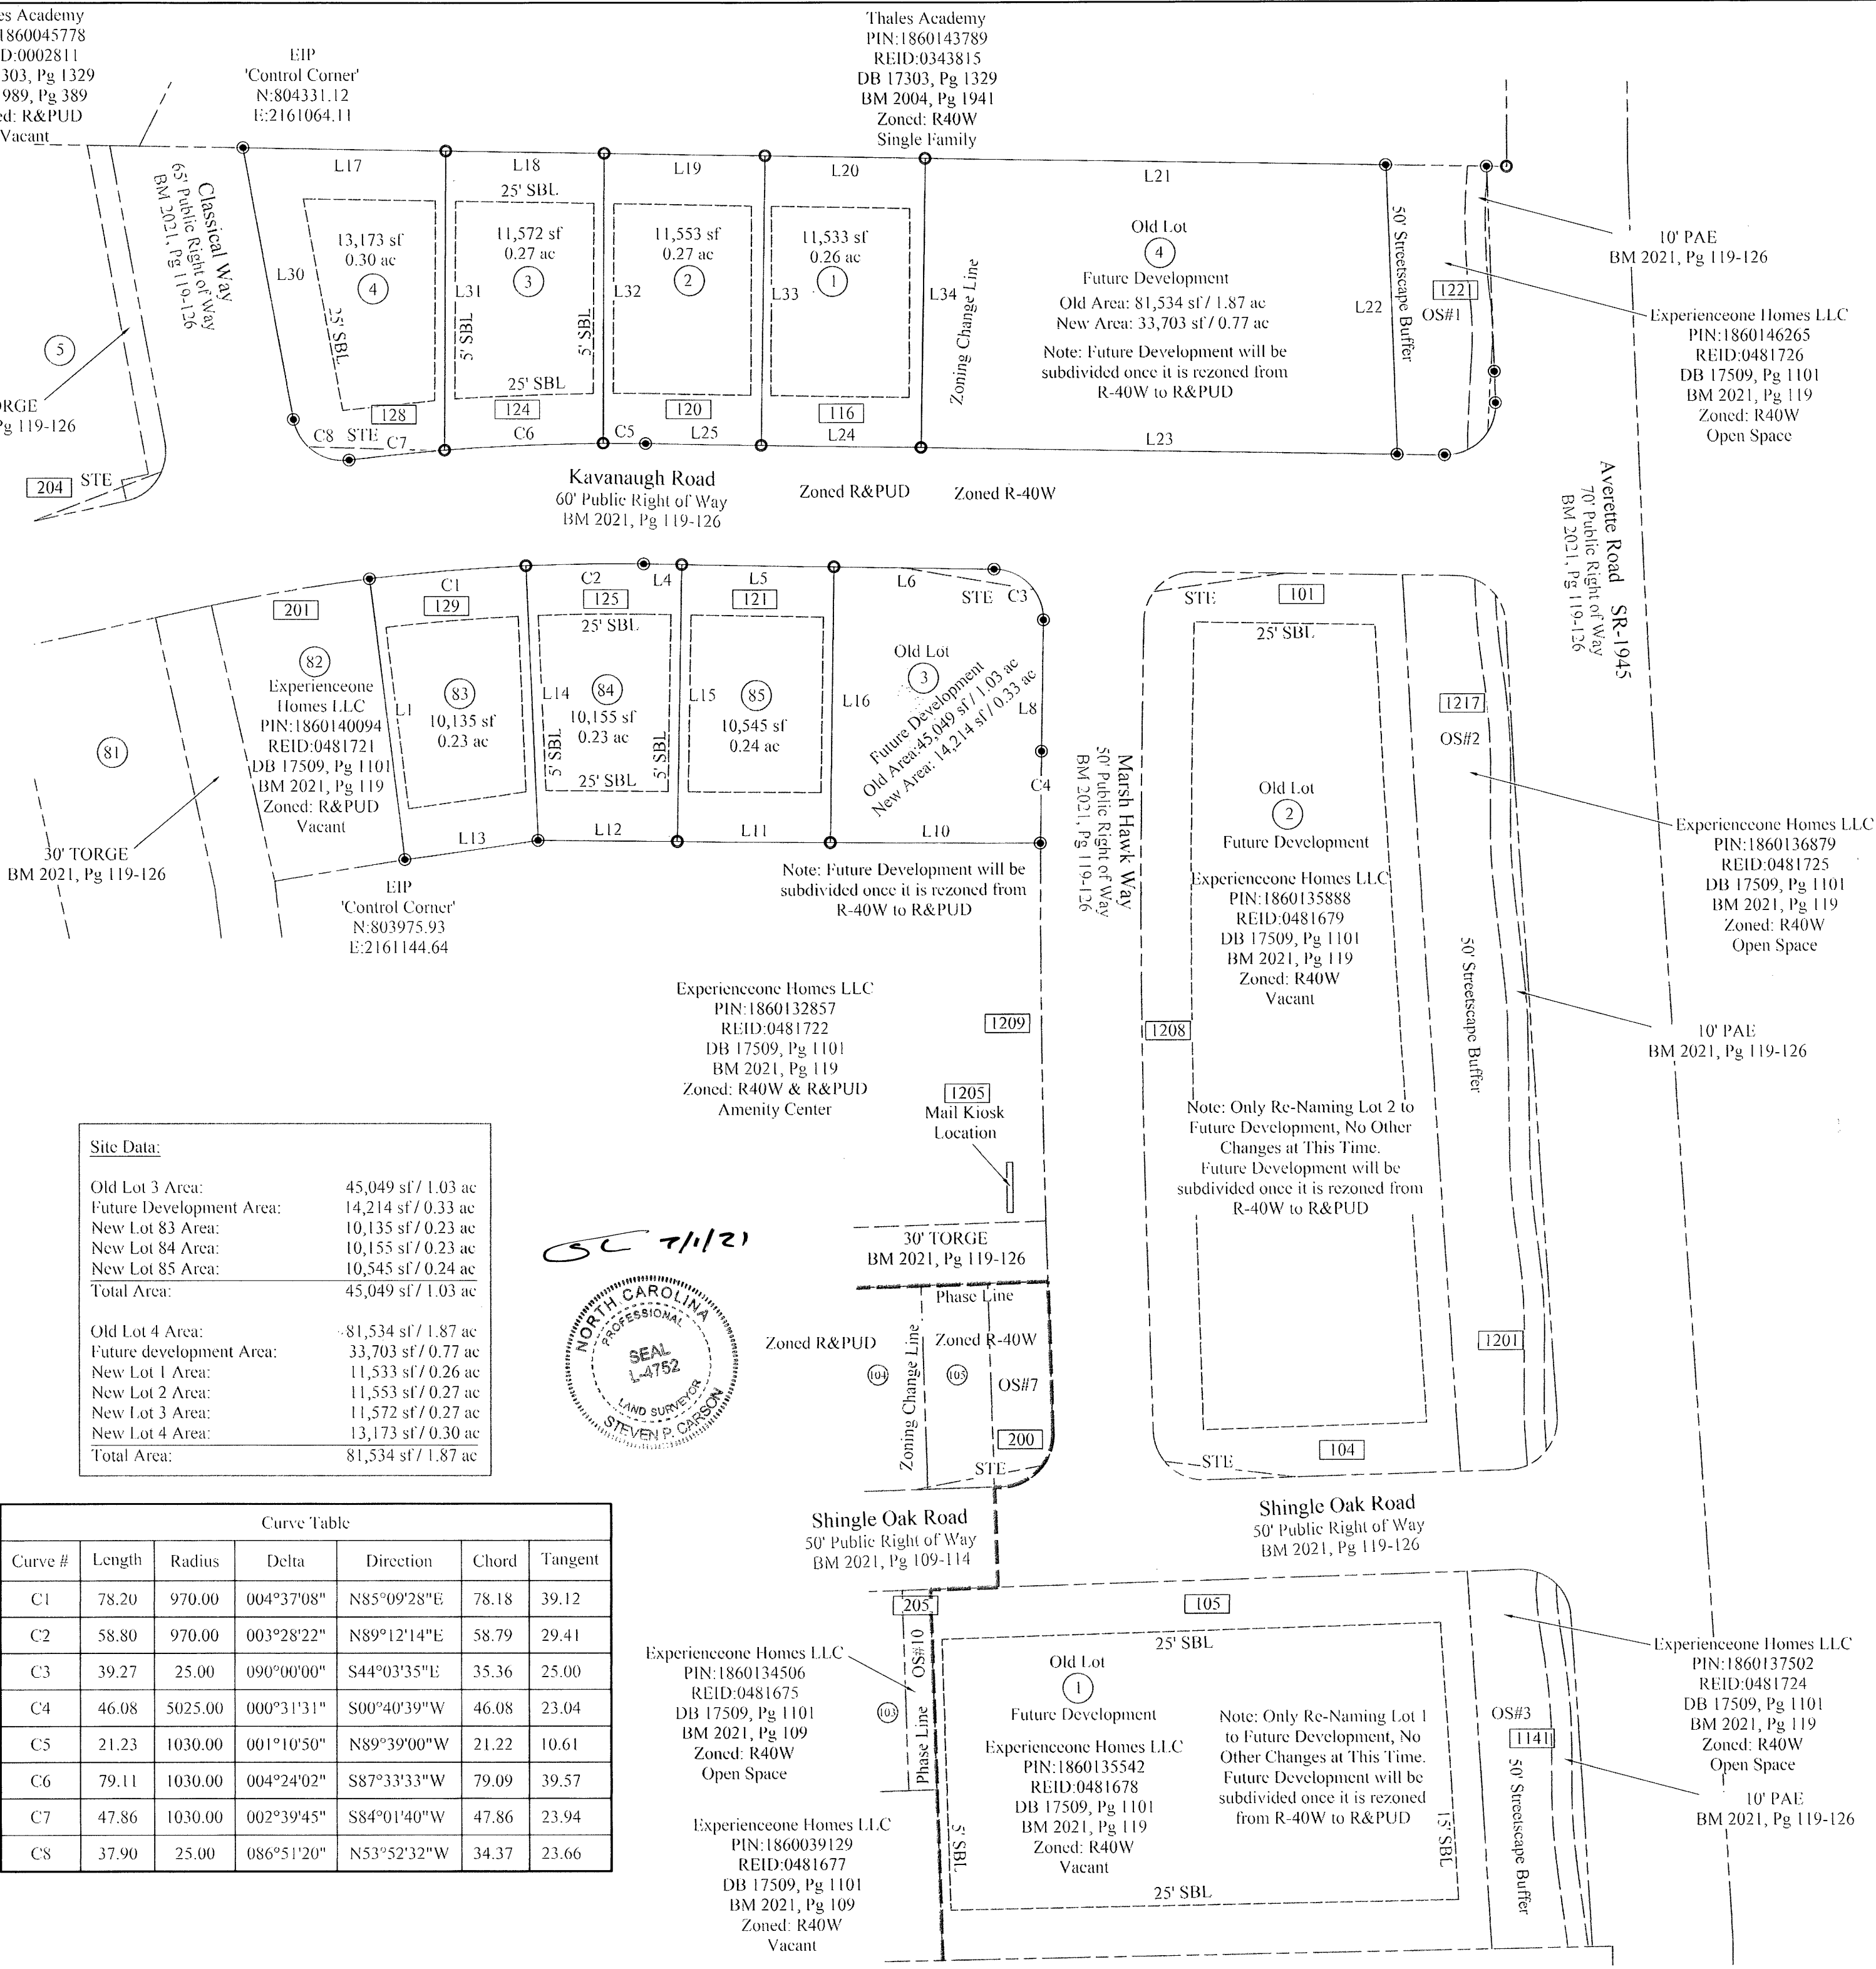 es Academy
1860045778
D:0002811
303, Pg 1329
989, Pg 389
ed: R&PUD
Vacant
EIP
'Control Corner'
N:804331.12
E:2161064.11
Thales Academy
PIN:1860143789
REID:0343815
DB 17303, Pg 1329
BM 2004, Pg 1941
Zoned: R40W
Single Family
L17
L18
L19
L20
L21
25' SBL
Classical Way
65' Public Right of Way
BM 2021, Pg 119-126
L30
13,173 sf
0.30 ac
4
25' SBL
128
L31
5' SBL
11,572 sf
0.27 ac
3
5' SBL
25' SBL
124
L32
11,553 sf
0.27 ac
2
120
L33
11,533 sf
0.26 ac
1
116
L34
Zoning Change Line
Old Lot
4
Future Development
Old Area: 81,534 sf / 1.87 ac
New Area: 33,703 sf / 0.77 ac
Note: Future Development will be
subdivided once it is rezoned from
R-40W to R&PUD
L22
50' Streetscape Buffer
1221
OS#1
10' PAE
BM 2021, Pg 119-126
Experienceone Homes LLC
PIN:1860146265
REID:0481726
DB 17509, Pg 1101
BM 2021, Pg 119
Zoned: R40W
Open Space
5
ORGE
Pg 119-126
204
STE
C8
STE
C7
C6
C5
L25
L24
L23
Kavanaugh Road
60' Public Right of Way
BM 2021, Pg 119-126
Zoned R&PUD
Zoned R-40W
Averette Road SR-1945
70' Public Right of Way
BM 2021, Pg 119-126
201
C1
129
C2
125
L4
L5
121
L6
STE
C3
81
30' TORGE
BM 2021, Pg 119-126
82
Experienceone
Homes LLC
PIN:1860140094
REID:0481721
DB 17509, Pg 1101
BM 2021, Pg 119
Zoned: R&PUD
Vacant
L1
83
10,135 sf
0.23 ac
L14
5' SBL
25' SBL
84
10,155 sf
0.23 ac
25' SBL
5' SBL
L15
85
10,545 sf
0.24 ac
L16
Old Lot
3
Future Development
Old Area:45,049 sf / 1.03 ac
New Area: 14,214 sf / 0.33 ac
L8
C4
L13
L12
L11
L10
EIP
'Control Corner'
N:803975.93
E:2161144.64
Note: Future Development will be
subdivided once it is rezoned from
R-40W to R&PUD
Marsh Hawk Way
50' Public Right of Way
BM 2021, Pg 119-126
STE
101
25' SBL
Old Lot
2
Future Development
Experienceone Homes LLC
PIN:1860135888
REID:0481679
DB 17509, Pg 1101
BM 2021, Pg 119
Zoned: R40W
Vacant
1208
Note: Only Re-Naming Lot 2 to
Future Development, No Other
Changes at This Time.
Future Development will be
subdivided once it is rezoned from
R-40W to R&PUD
STE
104
1217
OS#2
50' Streetscape Buffer
1201
Experienceone Homes LLC
PIN:1860136879
REID:0481725
DB 17509, Pg 1101
BM 2021, Pg 119
Zoned: R40W
Open Space
10' PAE
BM 2021, Pg 119-126
Experienceone Homes LLC
PIN:1860132857
REID:0481722
DB 17509, Pg 1101
BM 2021, Pg 119
Zoned: R40W & R&PUD
Amenity Center
1209
1205
Mail Kiosk
Location
30' TORGE
BM 2021, Pg 119-126
Phase Line
Zoned R&PUD
Zoned R-40W
104
Zoning Change Line
105
OS#7
200
STE
Site Data:
Old Lot 3 Area: 45,049 sf / 1.03 ac
Future Development Area: 14,214 sf / 0.33 ac
New Lot 83 Area: 10,135 sf / 0.23 ac
New Lot 84 Area: 10,155 sf / 0.23 ac
New Lot 85 Area: 10,545 sf / 0.24 ac
Total Area: 45,049 sf / 1.03 ac
Old Lot 4 Area: 81,534 sf / 1.87 ac
Future development Area: 33,703 sf / 0.77 ac
New Lot 1 Area: 11,533 sf / 0.26 ac
New Lot 2 Area: 11,553 sf / 0.27 ac
New Lot 3 Area: 11,572 sf / 0.27 ac
New Lot 4 Area: 13,173 sf / 0.30 ac
Total Area: 81,534 sf / 1.87 ac
7/1/21
NORTH CAROLINA
PROFESSIONAL
SEAL
L-4752
LAND SURVEYOR
STEVEN P. CARSON
Curve Table
Curve # Length Radius Delta Direction Chord Tangent
C1 78.20 970.00 004°37'08" N85°09'28"E 78.18 39.12
C2 58.80 970.00 003°28'22" N89°12'14"E 58.79 29.41
C3 39.27 25.00 090°00'00" S44°03'35"E 35.36 25.00
C4 46.08 5025.00 000°31'31" S00°40'39"W 46.08 23.04
C5 21.23 1030.00 001°10'50" N89°39'00"W 21.22 10.61
C6 79.11 1030.00 004°24'02" S87°33'33"W 79.09 39.57
C7 47.86 1030.00 002°39'45" S84°01'40"W 47.86 23.94
C8 37.90 25.00 086°51'20" N53°52'32"W 34.37 23.66
Shingle Oak Road
50' Public Right of Way
BM 2021, Pg 109-114
Shingle Oak Road
50' Public Right of Way
BM 2021, Pg 119-126
205
OS#10
103
Phase Line
Experienceone Homes LLC
PIN:1860134506
REID:0481675
DB 17509, Pg 1101
BM 2021, Pg 109
Zoned: R40W
Open Space
Experienceone Homes LLC
PIN:1860039129
REID:0481677
DB 17509, Pg 1101
BM 2021, Pg 109
Zoned: R40W
Vacant
105
25' SBL
Old Lot
1
Future Development
Experienceone Homes LLC
PIN:1860135542
REID:0481678
DB 17509, Pg 1101
BM 2021, Pg 119
Zoned: R40W
Vacant
Note: Only Re-Naming Lot 1
to Future Development, No
Other Changes at This Time.
Future Development will be
subdivided once it is rezoned
from R-40W to R&PUD
5' SBL
15' SBL
25' SBL
OS#3
1141
50' Streetscape Buffer
Experienceone Homes LLC
PIN:1860137502
REID:0481724
DB 17509, Pg 1101
BM 2021, Pg 119
Zoned: R40W
Open Space
10' PAE
BM 2021, Pg 119-126